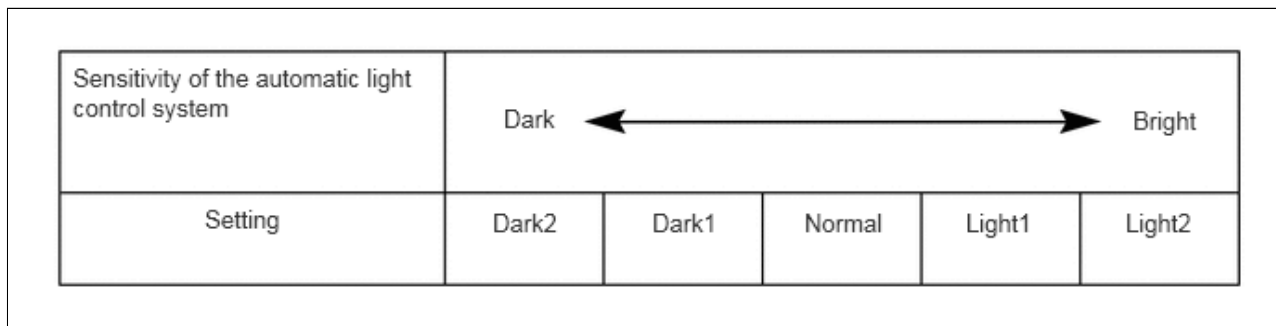 Sensitivity of the automatic light
control system
Dark
Bright
Setting
Dark2
Dark1
Normal
Light1
Light2